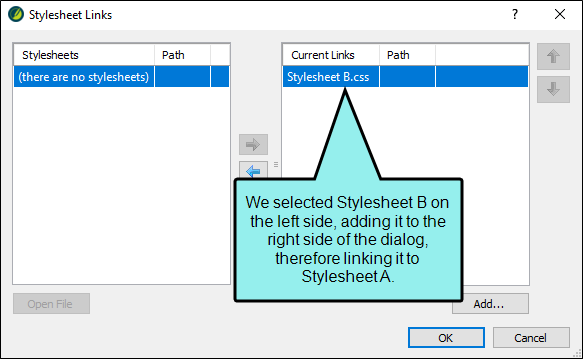 Stylesheet Links
? 
Stylesheets Path
(there are no stylesheets)
Current Links Path
Stylesheet B.css
We selected Stylesheet B on
the left side, adding it to the
right side of the dialog,
therefore linking it to
Stylesheet A.
Open File
Add...
OK Cancel